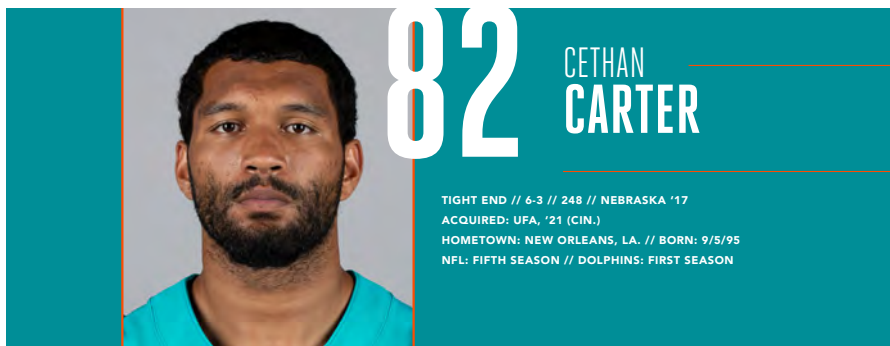 82
CETHAN
CARTER
TIGHT END // 6-3 // 248 // NEBRASKA ’17
ACQUIRED: UFA, ’21 (CIN.)
HOMETOWN: NEW ORLEANS, LA. // BORN: 9/5/95
NFL: FIFTH SEASON // DOLPHINS: FIRST SEASON